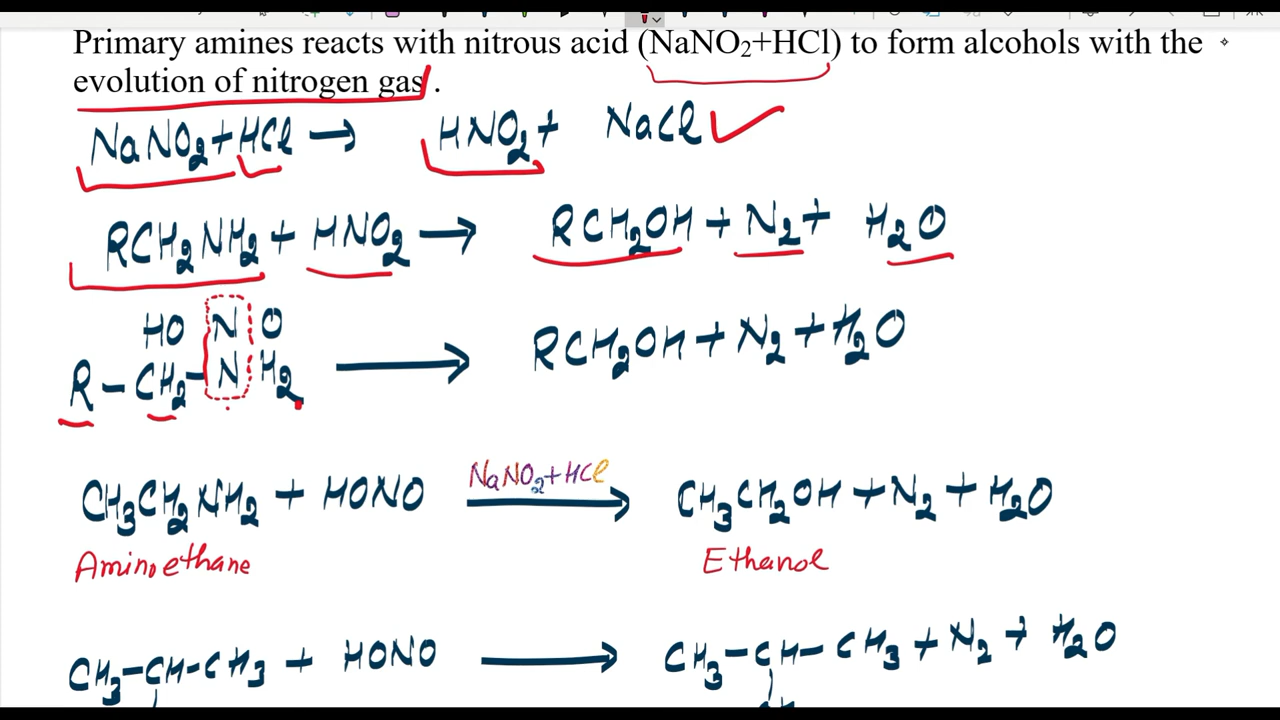 Primary amines reacts with nitrous acid (NaNO₂+HCl) to form alcohols with the
evolution of nitrogen gas .
NaNO₂+HCl → HNO₂+ NaCl
RCH₂NH₂ + HNO₂ → RCH₂OH + N₂ + H₂O
HO N O
R – CH₂ – N H₂ → RCH₂OH + N₂ + H₂O
NaNO₂+HCl
CH₃CH₂NH₂ + HONO → CH₃CH₂OH + N₂ + H₂O
Aminoethane Ethanol
CH₃–CH–CH₃ + HONO → CH₃–CH–CH₃ + N₂ + H₂O